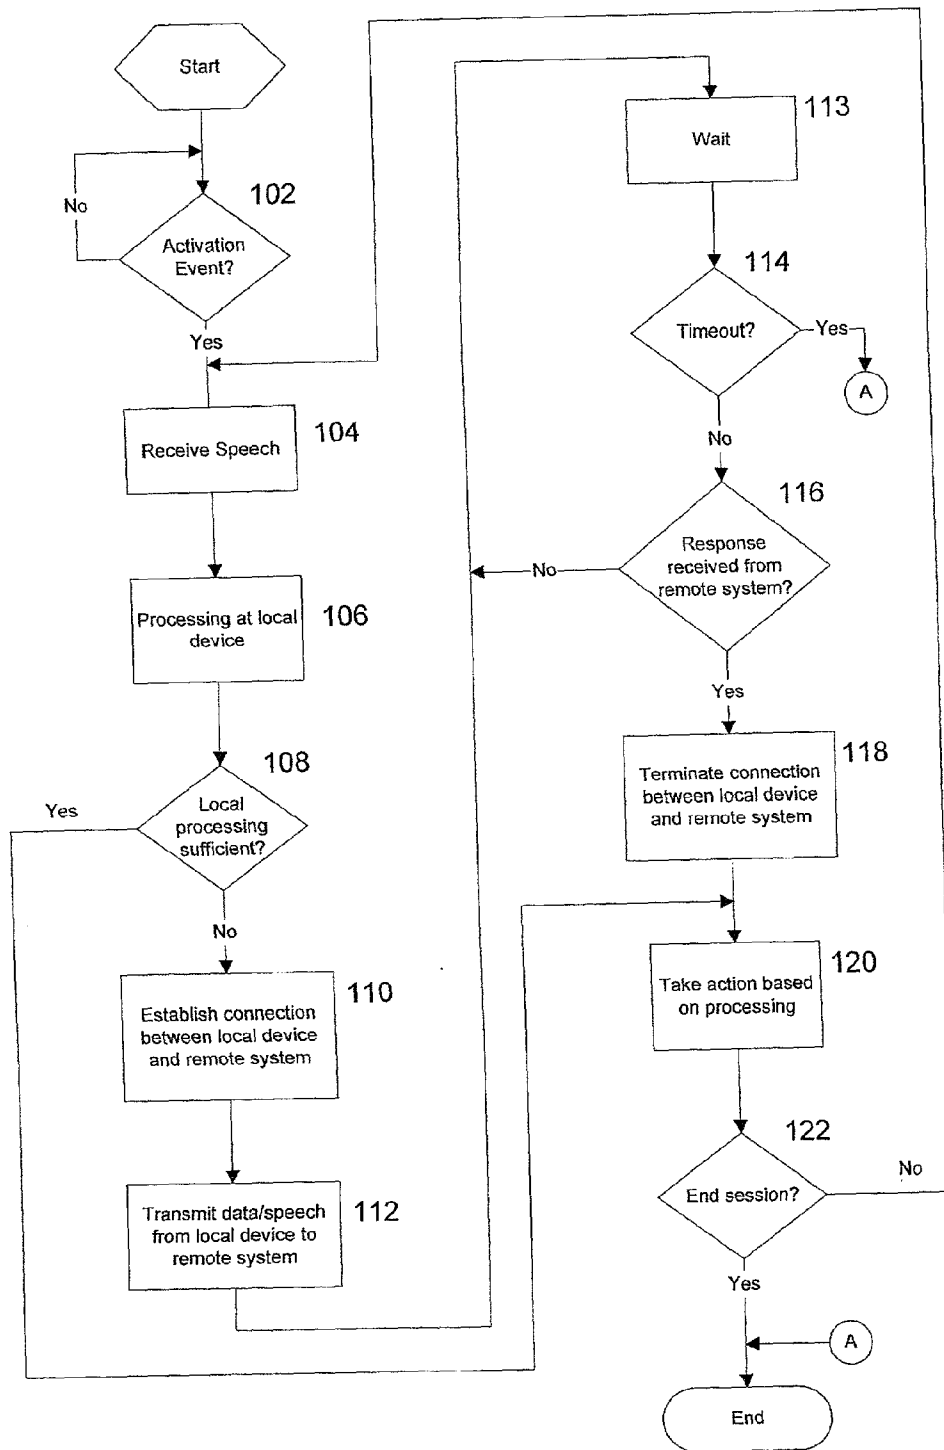 Start
102
No
Activation
Event?
Yes
104
Receive Speech
106
Processing at local
device
108
Yes
Local
processing
sufficient?
No
110
Establish connection
between local device
and remote system
112
Transmit data/speech
from local device to
remote system
113
Wait
114
Timeout?
Yes
A
No
116
Response
received from
remote system?
No
Yes
118
Terminate connection
between local device
and remote system
120
Take action based
on processing
122
End session?
No
Yes
A
End